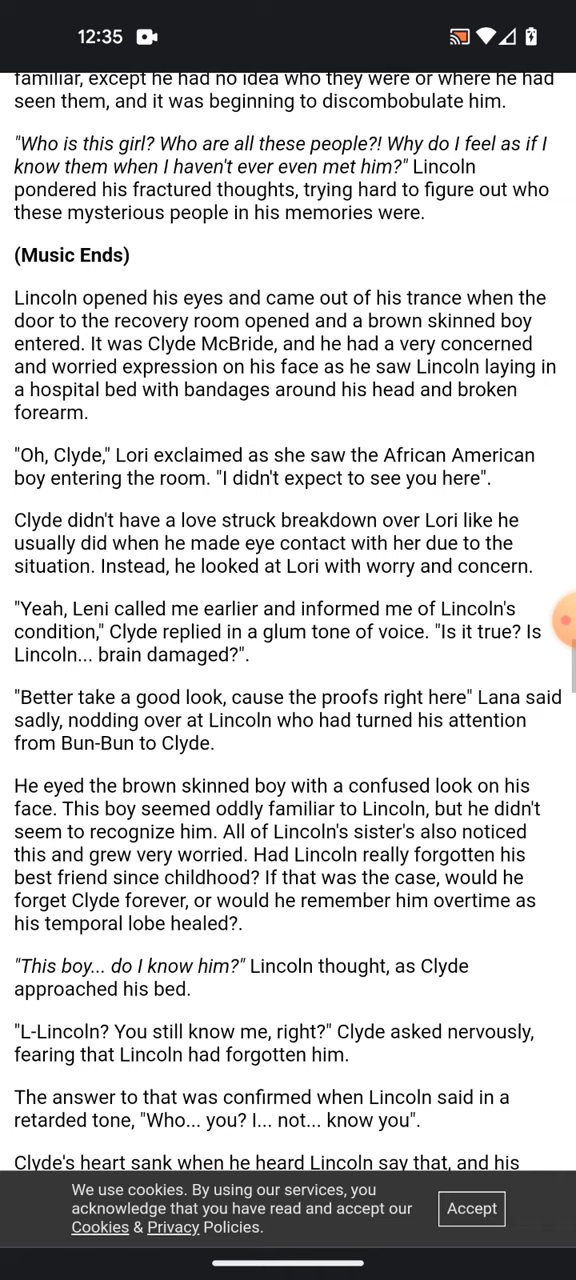 12:35
familiar, except he had no idea who they were or where he had
seen them, and it was beginning to discombobulate him.
"Who is this girl? Who are all these people?! Why do I feel as if I
know them when I haven't ever even met him?" Lincoln
pondered his fractured thoughts, trying hard to figure out who
these mysterious people in his memories were.
(Music Ends)
Lincoln opened his eyes and came out of his trance when the
door to the recovery room opened and a brown skinned boy
entered. It was Clyde McBride, and he had a very concerned
and worried expression on his face as he saw Lincoln laying in
a hospital bed with bandages around his head and broken
forearm.
"Oh, Clyde," Lori exclaimed as she saw the African American
boy entering the room. "I didn't expect to see you here".
Clyde didn't have a love struck breakdown over Lori like he
usually did when he made eye contact with her due to the
situation. Instead, he looked at Lori with worry and concern.
"Yeah, Leni called me earlier and informed me of Lincoln's
condition," Clyde replied in a glum tone of voice. "Is it true? Is
Lincoln... brain damaged?".
"Better take a good look, cause the proofs right here" Lana said
sadly, nodding over at Lincoln who had turned his attention
from Bun-Bun to Clyde.
He eyed the brown skinned boy with a confused look on his
face. This boy seemed oddly familiar to Lincoln, but he didn't
seem to recognize him. All of Lincoln's sister's also noticed
this and grew very worried. Had Lincoln really forgotten his
best friend since childhood? If that was the case, would he
forget Clyde forever, or would he remember him overtime as
his temporal lobe healed?.
"This boy... do I know him?" Lincoln thought, as Clyde
approached his bed.
"L-Lincoln? You still know me, right?" Clyde asked nervously,
fearing that Lincoln had forgotten him.
The answer to that was confirmed when Lincoln said in a
retarded tone, "Who... you? I... not... know you".
Clyde's heart sank when he heard Lincoln say that, and his
We use cookies. By using our services, you
acknowledge that you have read and accept our
Cookies & Privacy Policies.
Accept